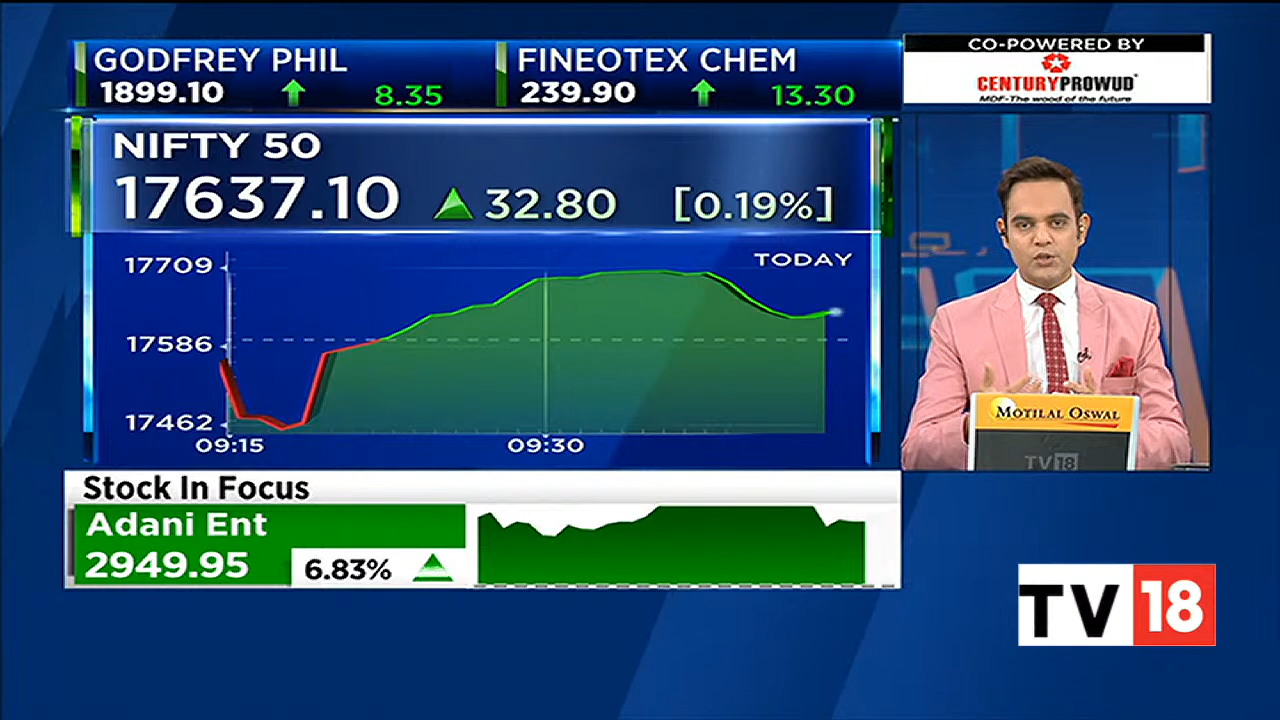 GODFREY PHIL
1899.10 8.35
FINEOTEX CHEM
239.90 13.30
CO-POWERED BY
CENTURYPROWUD
MDF-The wood of the future
NIFTY 50
17637.10 32.80 [0.19%]
TODAY
17709
17586
17462
09:15 09:30
MOTILAL OSWAL
TV18
Stock In Focus
Adani Ent
2949.95 6.83%
TV18